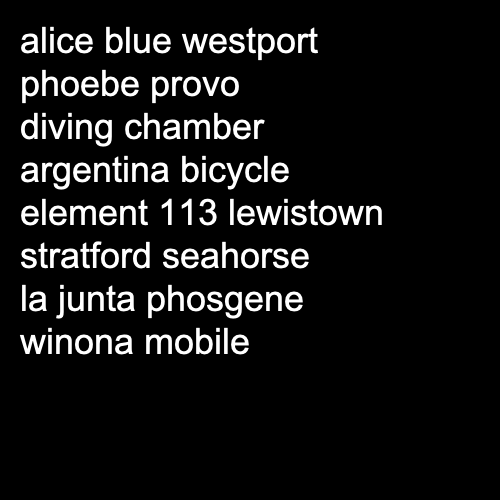 alice blue westport
phoebe provo
diving chamber
argentina bicycle
element 113 lewistown
stratford seahorse
la junta phosgene
winona mobile